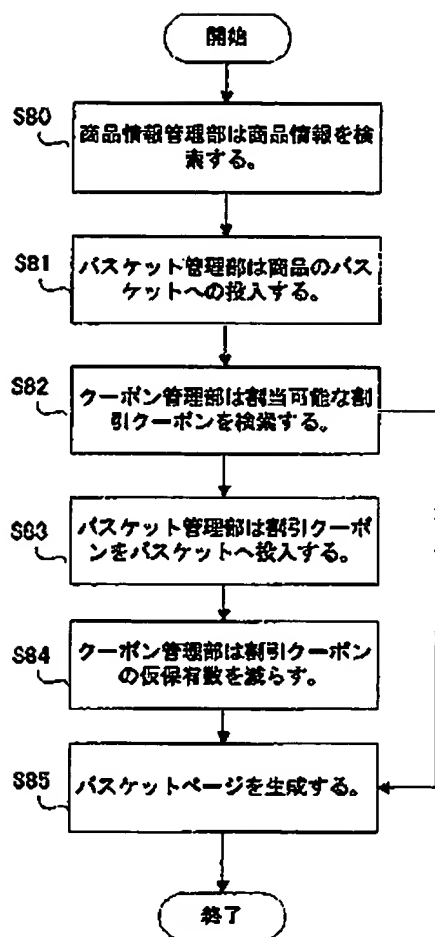 開始
S80
商品情報管理部は商品情報を検
索する。
S81
バスケット管理部は商品のバス
ケットへの投入する。
S82
クーポン管理部は割当可能な割
引クーポンを検索する。
S83
バスケット管理部は割引クーポ
ンをバスケットへ投入する。
S84
クーポン管理部は割引クーポン
の仮保有数を減らす。
S85
バスケットページを生成する。
終了